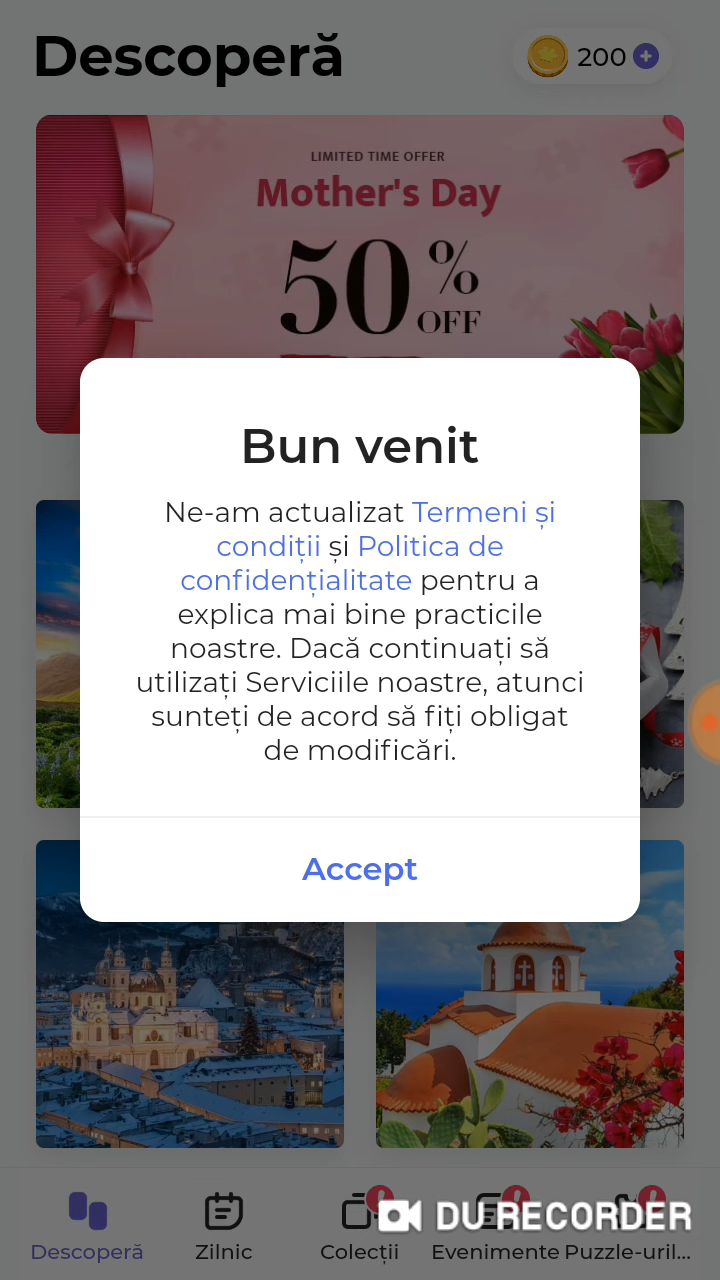 Descoperă
200
LIMITED TIME OFFER
Mother's Day
50%
OFF
Bun venit
Ne-am actualizat Termeni și
condiții și Politica de
confidențialitate pentru a
explica mai bine practicile
noastre. Dacă continuați să
utilizați Serviciile noastre, atunci
sunteți de acord să fiți obligat
de modificări.
Accept
DU RECORDER
Descoperă Zilnic Colecții Evenimente Puzzle-uril...